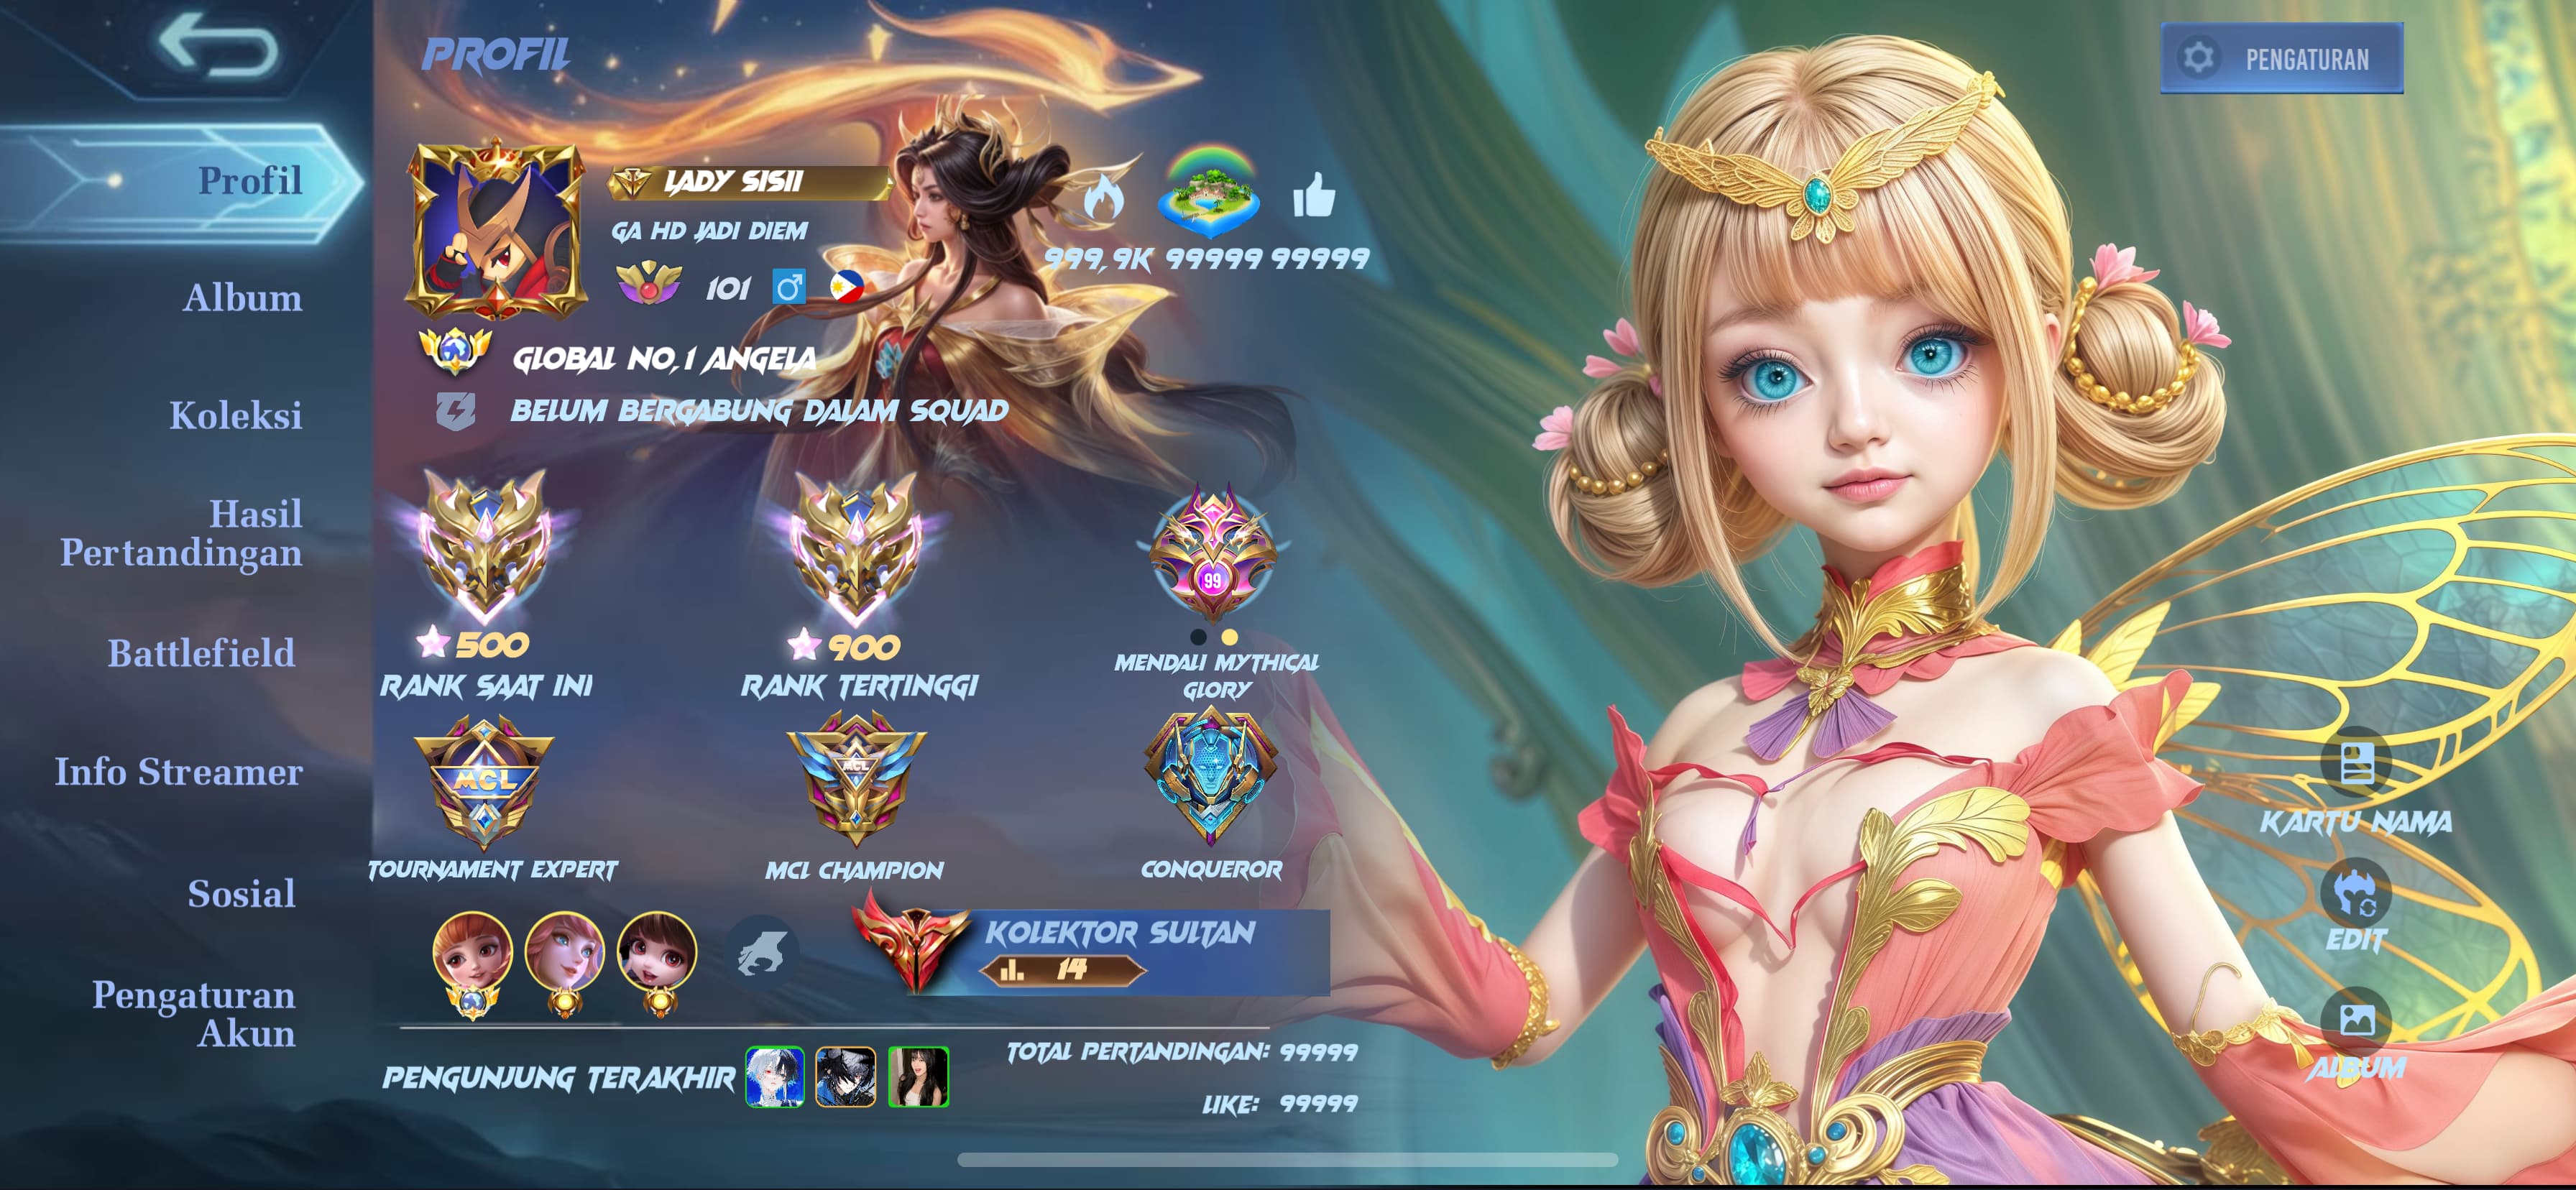 PROFIL
PENGATURAN
Profil
Album
Koleksi
Hasil
Pertandingan
Battlefield
Info Streamer
Sosial
Pengaturan
Akun
LADY SISII
GA HD JADI DIEM
101
999,9K 99999 99999
GLOBAL NO,1 ANGELA
BELUM BERGABUNG DALAM SQUAD
99
500
900
RANK SAAT INI
RANK TERTINGGI
MENDALI MYTHICAL
GLORY
MCL
MCL
TOURNAMENT EXPERT
MCL CHAMPION
CONQUEROR
KOLEKTOR SULTAN
14
PENGUNJUNG TERAKHIR
TOTAL PERTANDINGAN: 99999
LIKE: 99999
KARTU NAMA
EDIT
ALBUM